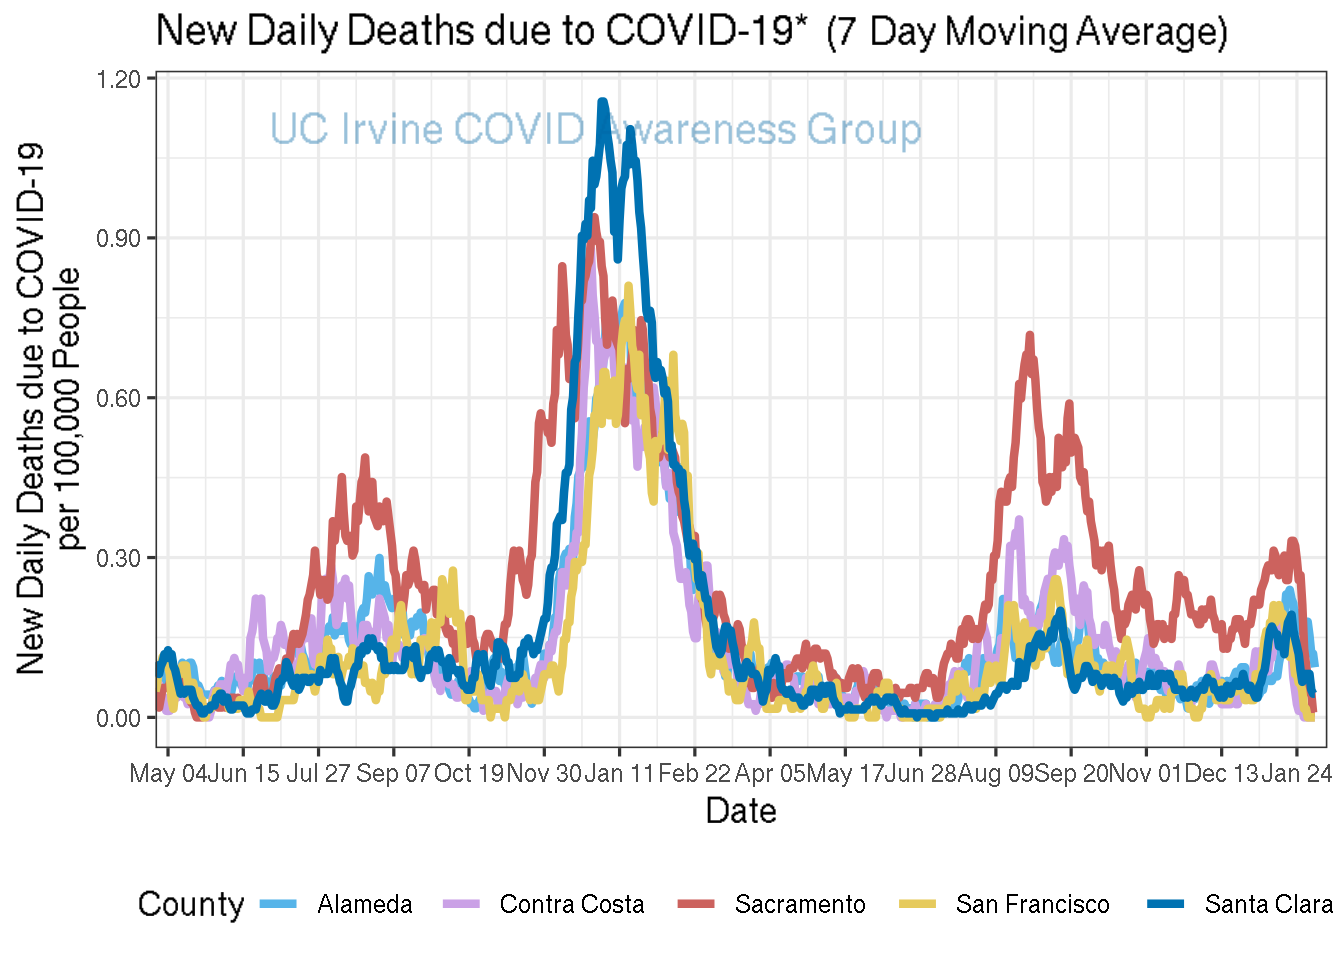 New Daily Deaths due to COVID-19* (7 Day Moving Average)
UC Irvine COVID Awareness Group
New Daily Deaths due to COVID-19
per 100,000 People
1.20
0.90
0.60
0.30
0.00
May 04 Jun 15 Jul 27 Sep 07 Oct 19 Nov 30 Jan 11 Feb 22 Apr 05 May 17 Jun 28 Aug 09 Sep 20 Nov 01 Dec 13 Jan 24
Date
County Alameda Contra Costa Sacramento San Francisco Santa Clara